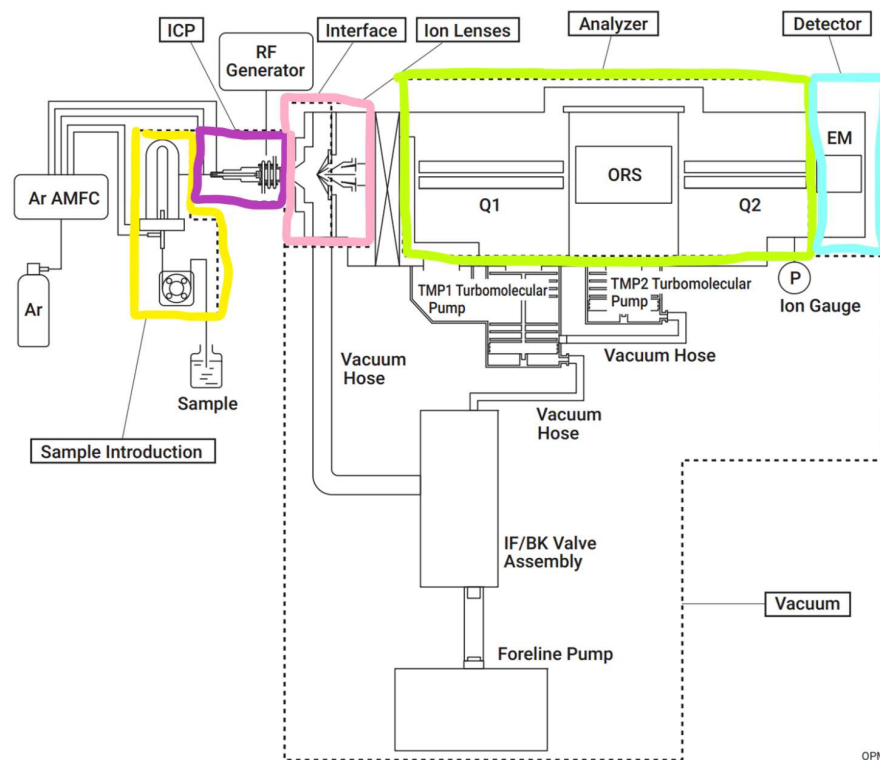 ICP
Interface
Ion Lenses
Analyzer
Detector
RF
Generator
EM
Ar AMFC
ORS
Q1
Q2
TMP1 Turbomolecular
Pump
TMP2 Turbomolecular
Pump
P
Ion Gauge
Ar
Vacuum
Hose
Vacuum Hose
Sample
Vacuum
Hose
Sample Introduction
IF/BK Valve
Assembly
Vacuum
Foreline Pump
OPM